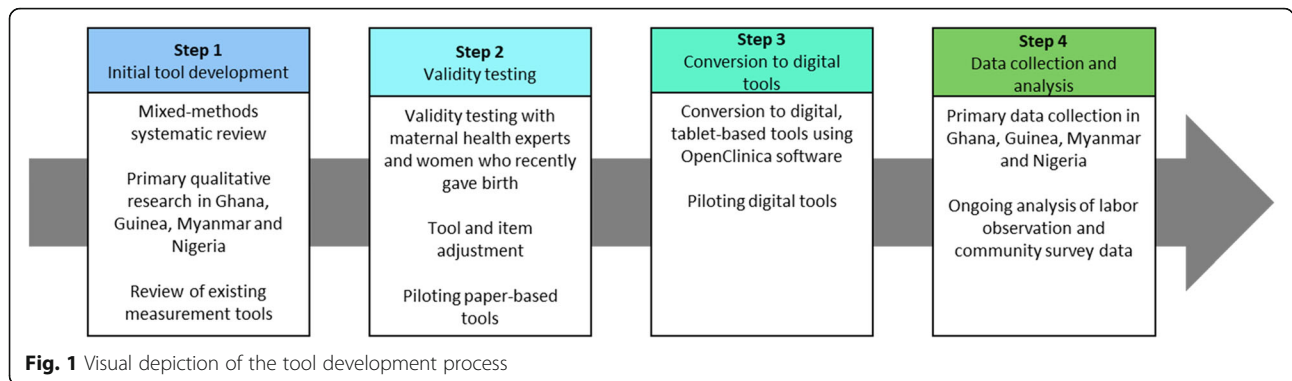 Step 1
Initial tool development
Mixed-methods
systematic review
Primary qualitative
research in Ghana,
Guinea, Myanmar and
Nigeria
Review of existing
measurement tools
Step 2
Validity testing
Validity testing with
maternal health experts
and women who recently
gave birth
Tool and item
adjustment
Piloting paper-based
tools
Step 3
Conversion to digital
tools
Conversion to digital,
tablet-based tools using
OpenClinica software
Piloting digital tools
Step 4
Data collection and
analysis
Primary data collection in
Ghana, Guinea, Myanmar
and Nigeria
Ongoing analysis of labor
observation and
community survey data
Fig. 1 Visual depiction of the tool development process